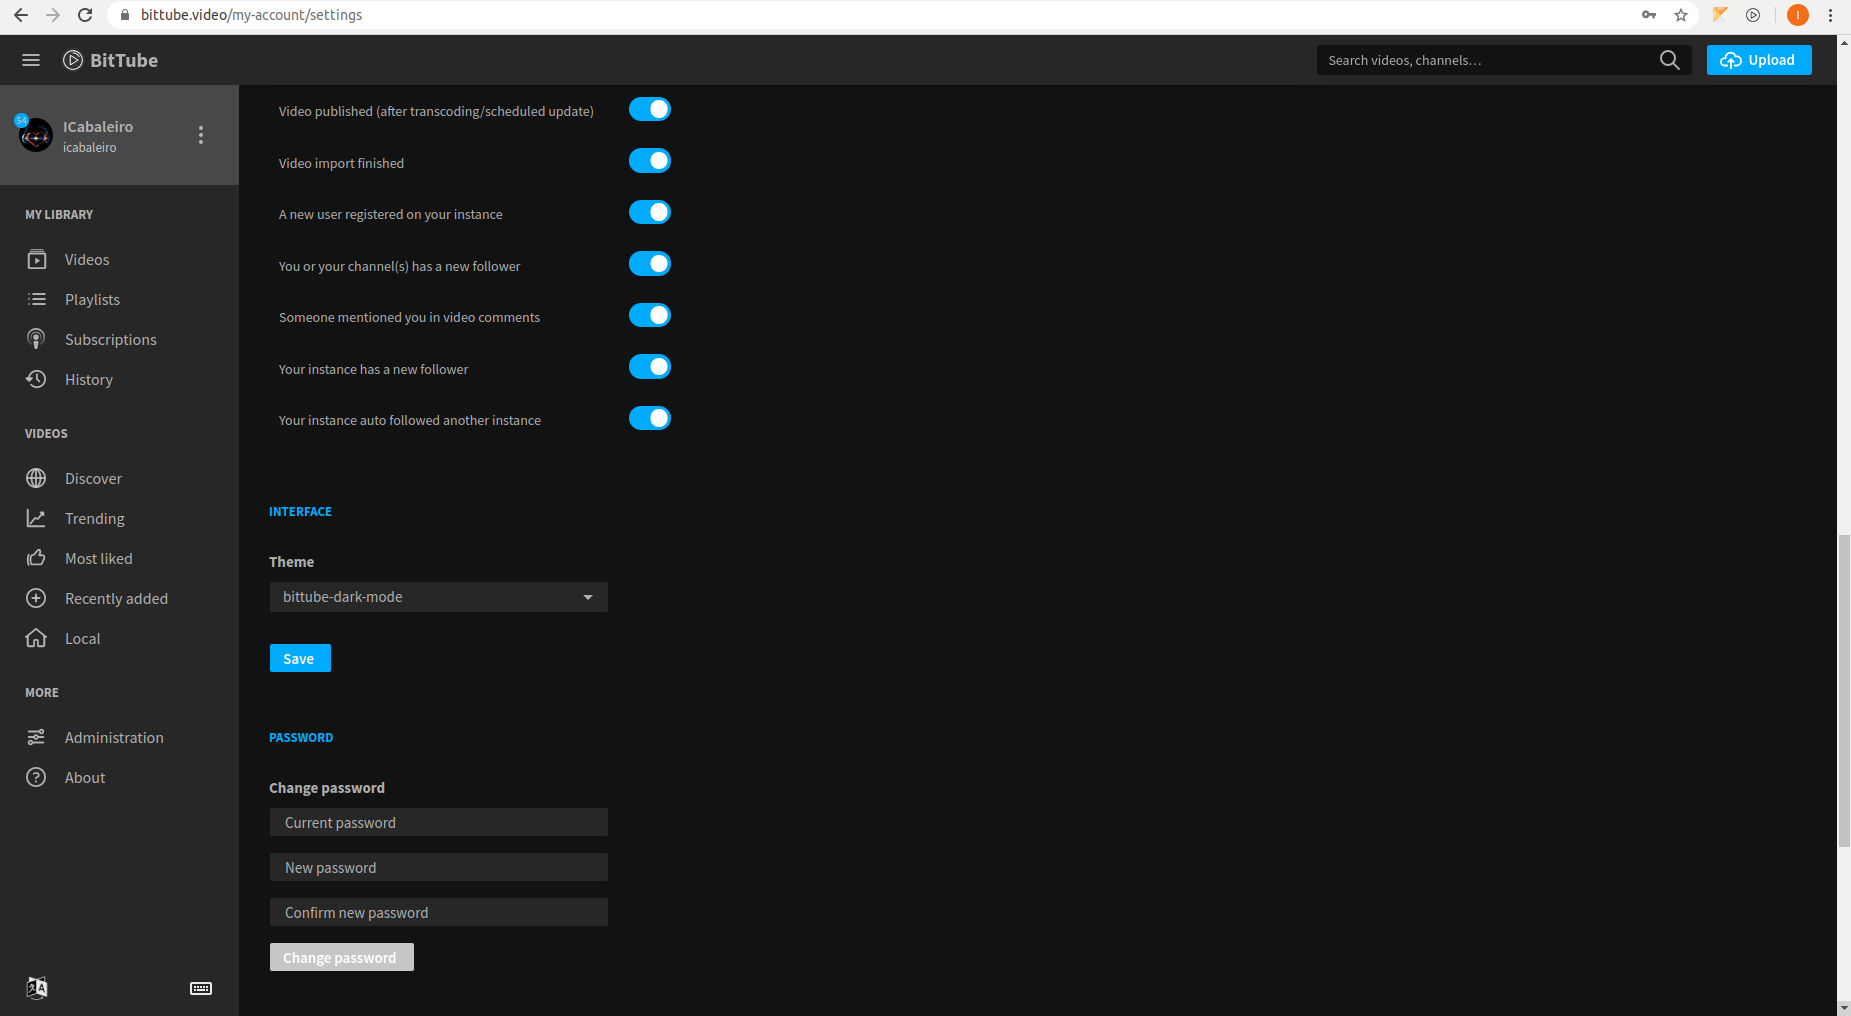 bittube.video/my-account/settings
I
BitTube
Search videos, channels…
Upload
54
ICabaleiro
icabaleiro
MY LIBRARY
Videos
Playlists
Subscriptions
History
VIDEOS
Discover
Trending
Most liked
Recently added
Local
MORE
Administration
About
Video published (after transcoding/scheduled update)
Video import finished
A new user registered on your instance
You or your channel(s) has a new follower
Someone mentioned you in video comments
Your instance has a new follower
Your instance auto followed another instance
INTERFACE
Theme
bittube-dark-mode
Save
PASSWORD
Change password
Current password
New password
Confirm new password
Change password